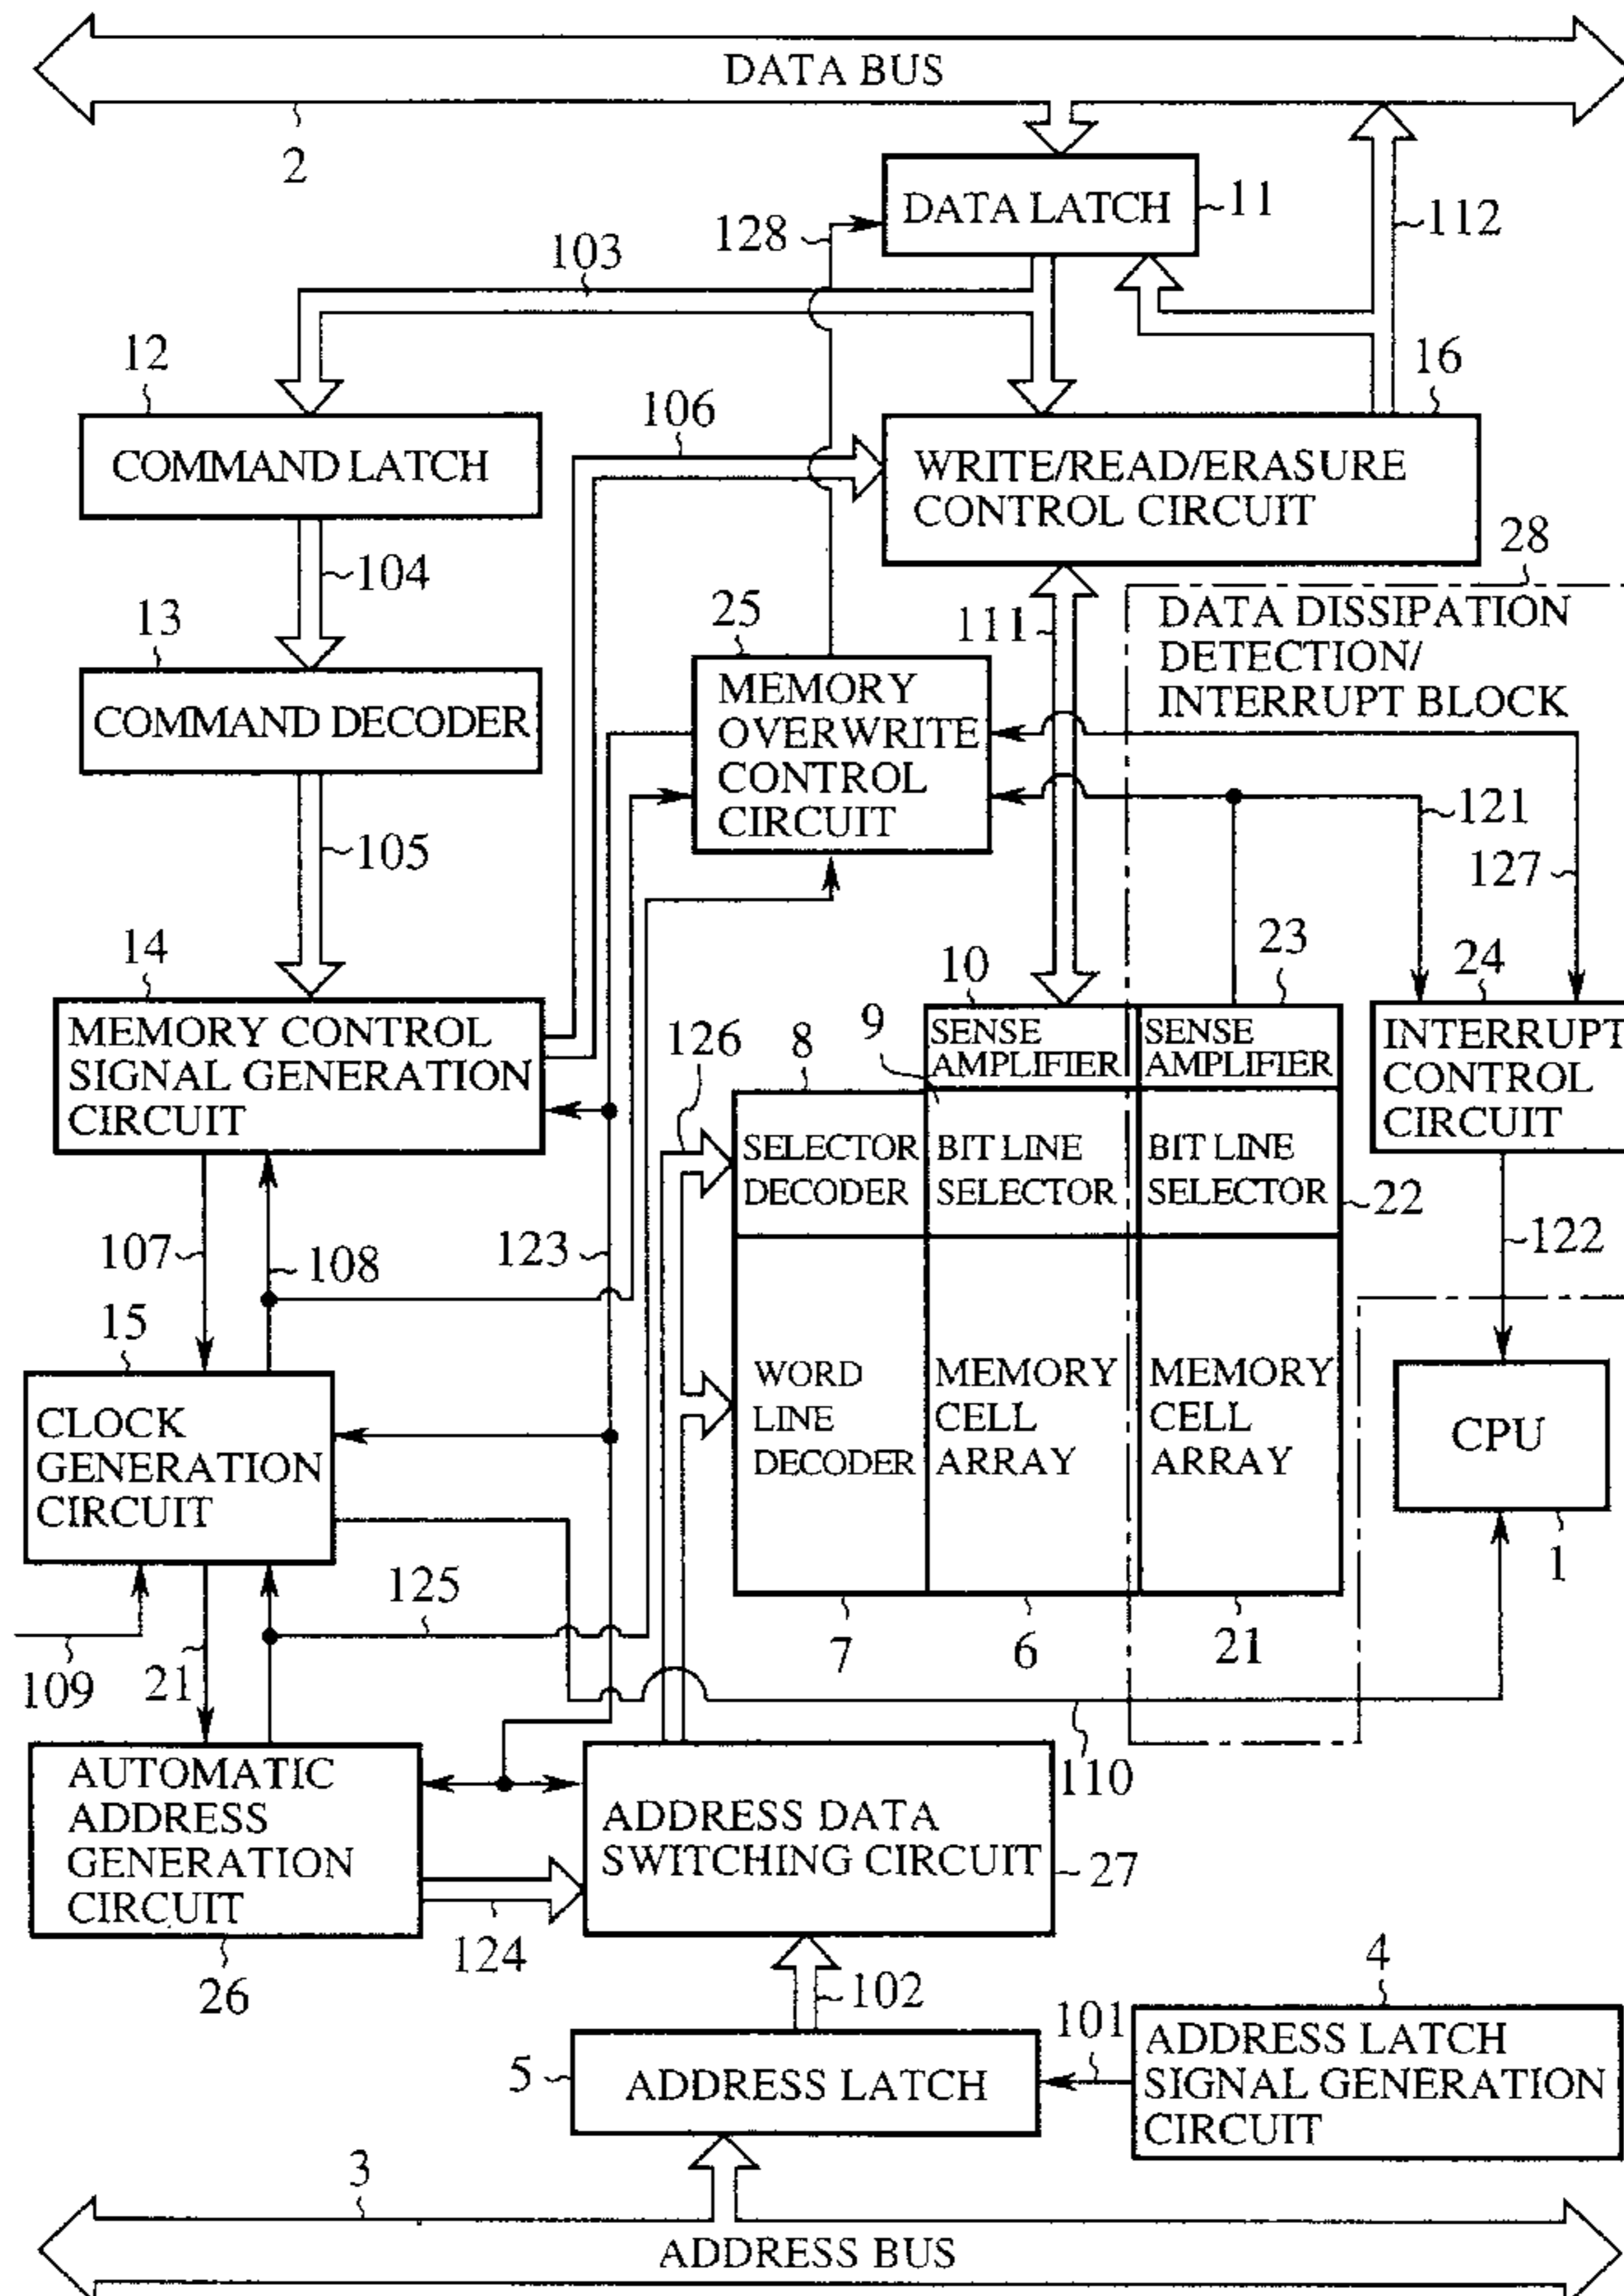 DATA BUS
2
DATA LATCH
11
112
128
103
12
16
106
COMMAND LATCH
WRITE/READ/ERASURE
CONTROL CIRCUIT
104
28
13
25
111
DATA DISSIPATION
DETECTION/
INTERRUPT BLOCK
COMMAND DECODER
MEMORY
OVERWRITE
CONTROL
CIRCUIT
105
121
127
14
10
23
24
MEMORY CONTROL
SIGNAL GENERATION
CIRCUIT
126
8
9
SENSE
AMPLIFIER
SENSE
AMPLIFIER
INTERRUPT
CONTROL
CIRCUIT
SELECTOR
DECODER
BIT LINE
SELECTOR
BIT LINE
SELECTOR
22
107
108
123
122
15
CLOCK
GENERATION
CIRCUIT
WORD
LINE
DECODER
MEMORY
CELL
ARRAY
MEMORY
CELL
ARRAY
CPU
1
125
109
21
7
6
21
110
AUTOMATIC
ADDRESS
GENERATION
CIRCUIT
ADDRESS DATA
SWITCHING CIRCUIT
27
124
26
102
4
101
5
ADDRESS LATCH
ADDRESS LATCH
SIGNAL GENERATION
CIRCUIT
3
ADDRESS BUS